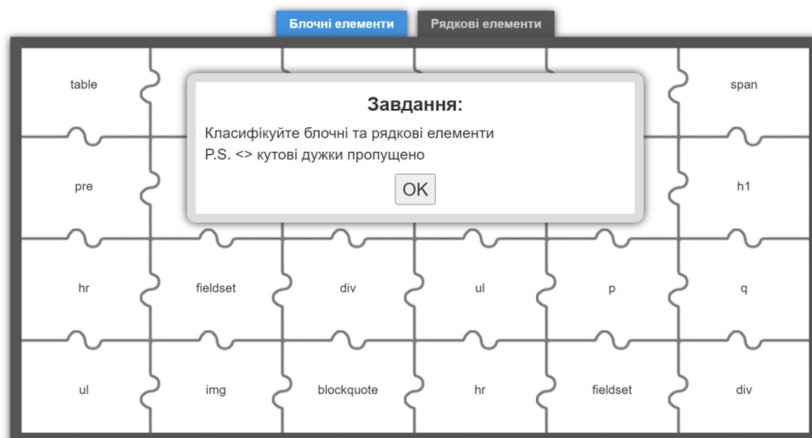 Блочні елементи Рядкові елементи
table span
Завдання:
Класифікуйте блочні та рядкові елементи
P.S. <> кутові дужки пропущено
OK
pre h1
hr fieldset div ul p q
ul img blockquote hr fieldset div